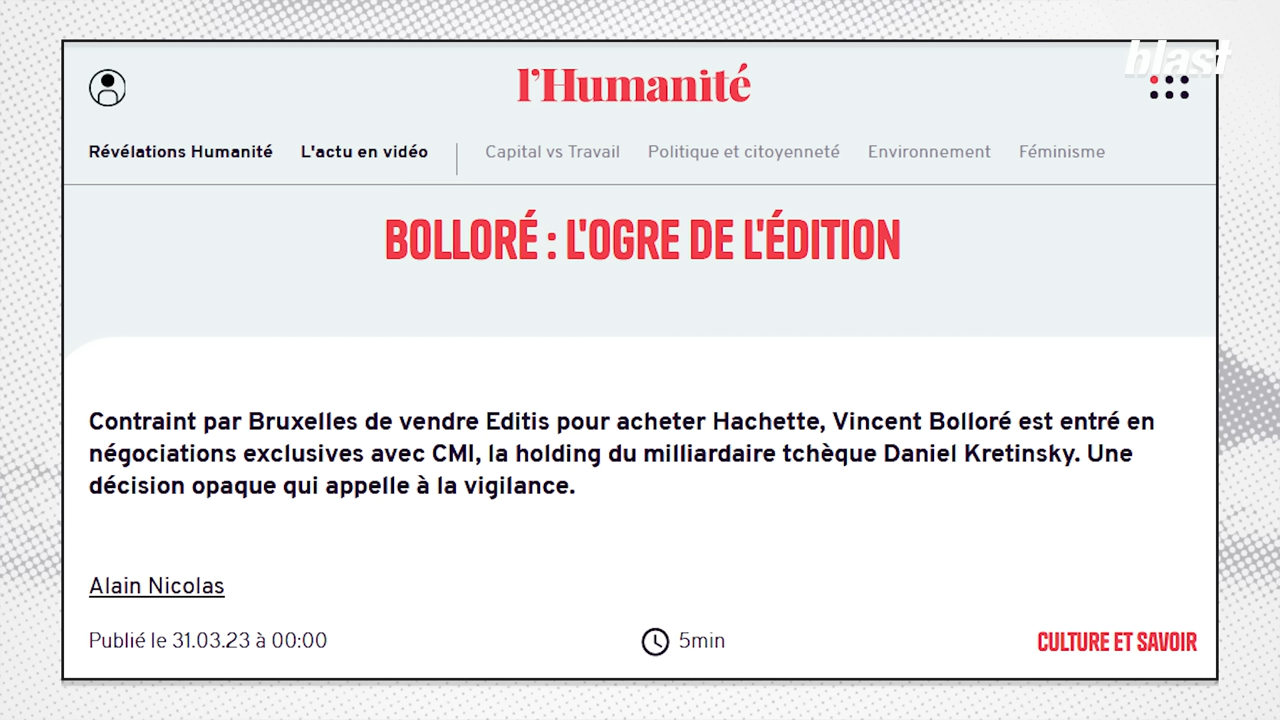 blast
l'Humanité
Révélations Humanité L'actu en vidéo Capital vs Travail Politique et citoyenneté Environnement Féminisme
BOLLORÉ : L'OGRE DE L'ÉDITION
Contraint par Bruxelles de vendre Editis pour acheter Hachette, Vincent Bolloré est entré en
négociations exclusives avec CMI, la holding du milliardaire tchèque Daniel Kretinsky. Une
décision opaque qui appelle à la vigilance.
Alain Nicolas
Publié le 31.03.23 à 00:00 5min CULTURE ET SAVOIR